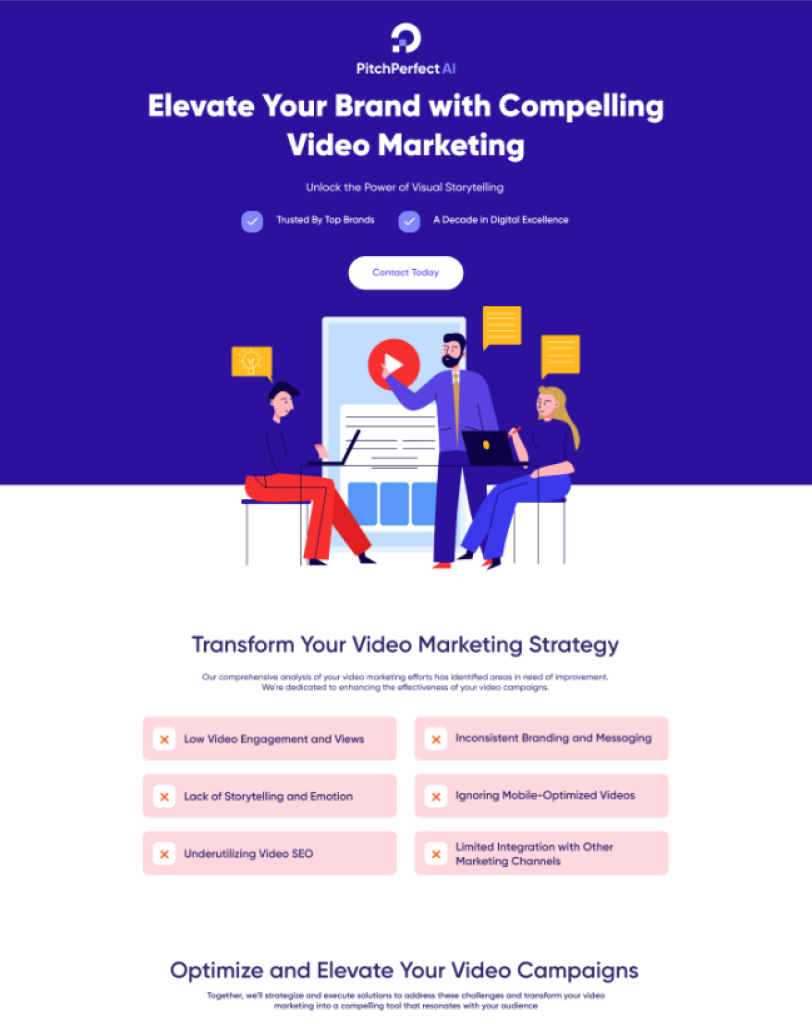 PitchPerfect AI
Elevate Your Brand with Compelling
Video Marketing
Unlock the Power of Visual Storytelling
Trusted By Top Brands
A Decade in Digital Excellence
Contact Today
Transform Your Video Marketing Strategy
Our comprehensive analysis of your video marketing efforts has identified areas in need of improvement.
We're dedicated to enhancing the effectiveness of your video campaigns.
Low Video Engagement and Views
Inconsistent Branding and Messaging
Lack of Storytelling and Emotion
Ignoring Mobile-Optimized Videos
Underutilizing Video SEO
Limited Integration with Other
Marketing Channels
Optimize and Elevate Your Video Campaigns
Together, we'll strategize and execute solutions to address these challenges and transform your video
marketing into a compelling tool that resonates with your audience